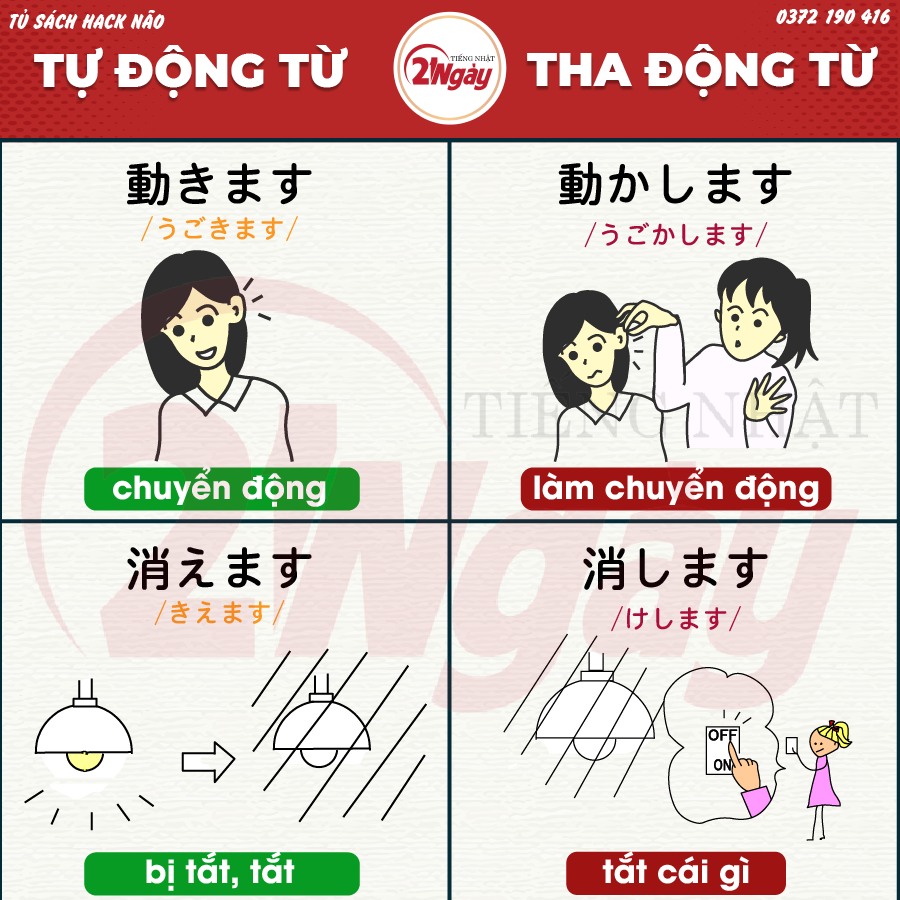 TỦ SÁCH HACK NÃO
0372 190 416
TỰ ĐỘNG TỪ
TIẾNG NHẬT
21Ngày
THA ĐỘNG TỪ
動きます
/うごきます/
chuyển động
動かします
/うごかします/
làm chuyển động
TIẾNG NHẬT
21Ngày
消えます
/きえます/
bị tắt, tắt
消します
/けします/
OFF
ON
tắt cái gì